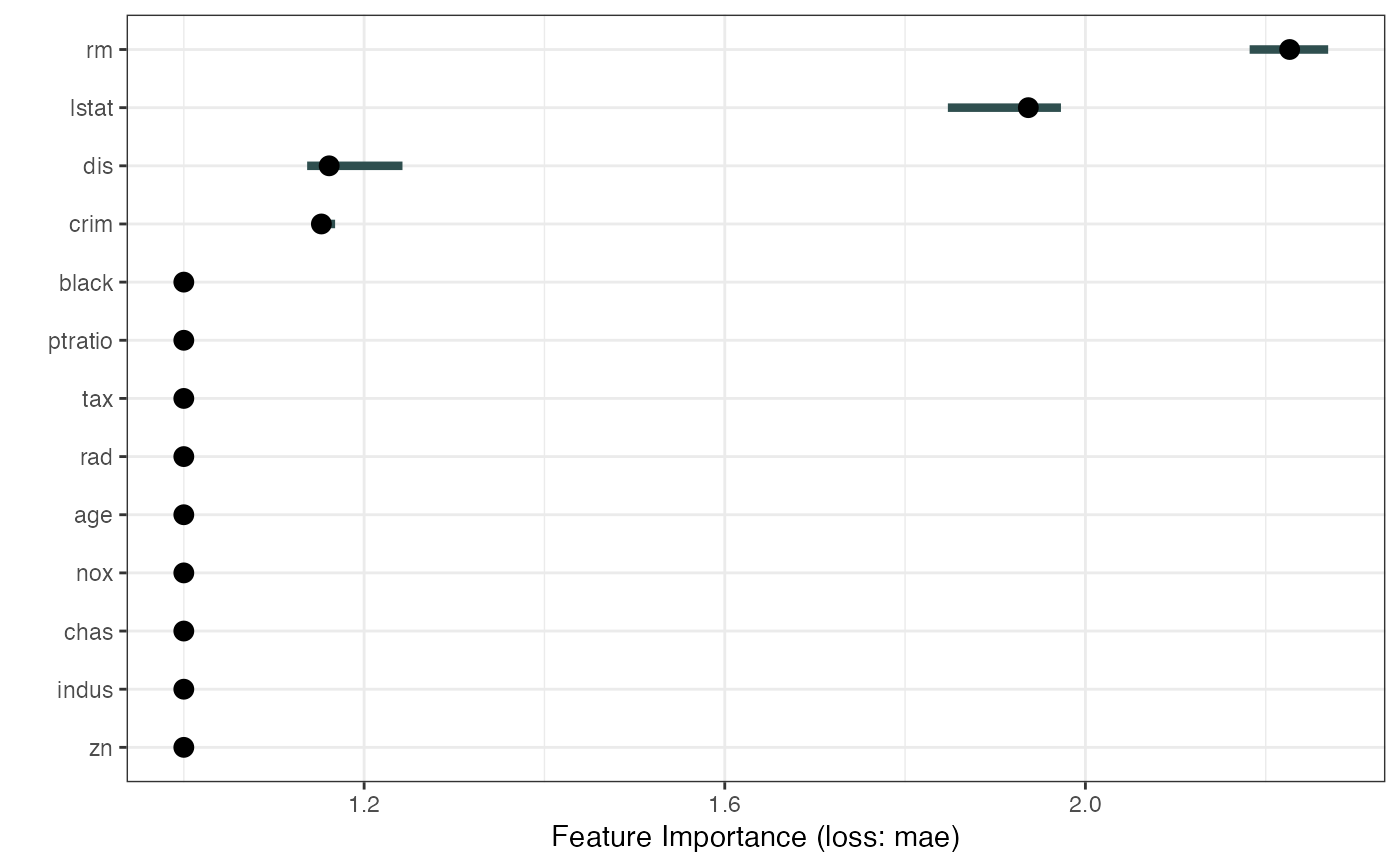 rm
lstat
dis
crim
black
ptratio
tax
rad
age
nox
chas
indus
zn
1.2 1.6 2.0
Feature Importance (loss: mae)